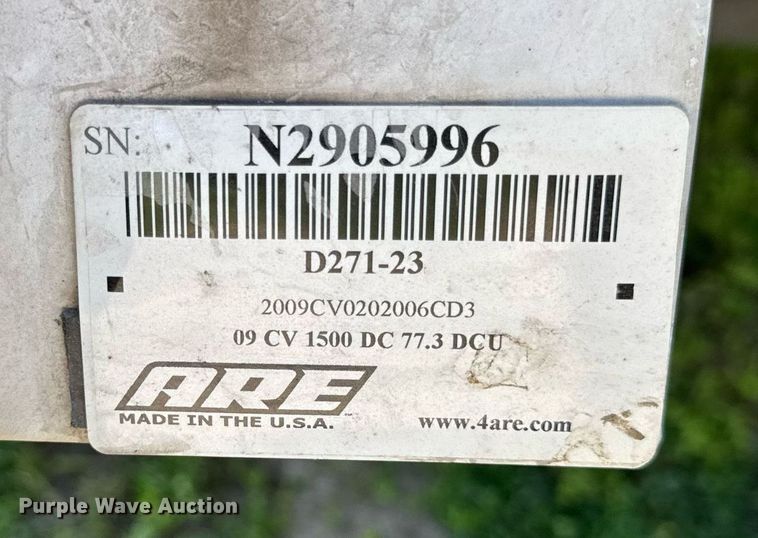 SN: N2905996
D271-23
2009CV0202006CD3
09 CV 1500 DC 77.3 DCU
ARE
MADE IN THE U.S.A.
www.4are.com
Purple Wave Auction